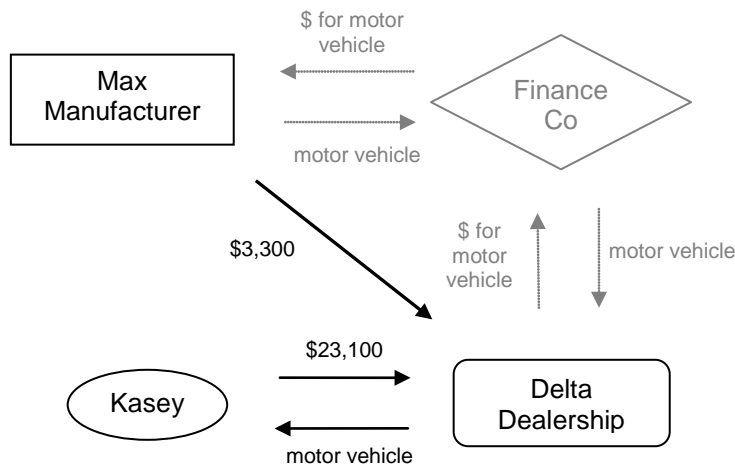 $ for motor
vehicle
Max
Manufacturer
Finance
Co
motor vehicle
$3,300
$ for
motor
vehicle
motor vehicle
$23,100
Kasey
Delta
Dealership
motor vehicle